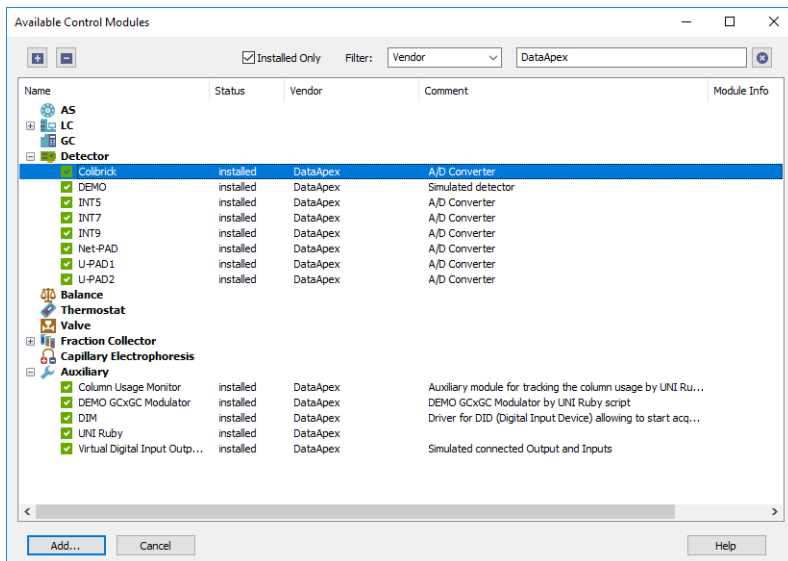 Available Control Modules
Installed Only Filter: Vendor DataApex
Name Status Vendor Comment Module Info
AS
LC
GC
Detector
Colibrick installed DataApex A/D Converter
DEMO installed DataApex Simulated detector
INT5 installed DataApex A/D Converter
INT7 installed DataApex A/D Converter
INT9 installed DataApex A/D Converter
Net-PAD installed DataApex A/D Converter
U-PAD1 installed DataApex A/D Converter
U-PAD2 installed DataApex A/D Converter
Balance
Thermostat
Valve
Fraction Collector
Capillary Electrophoresis
Auxiliary
Column Usage Monitor installed DataApex Auxiliary module for tracking the column usage by UNI Ru...
DEMO GCxGC Modulator installed DataApex DEMO GCxGC Modulator by UNI Ruby script
DIM installed DataApex Driver for DID (Digital Input Device) allowing to start acq...
UNI Ruby installed DataApex
Virtual Digital Input Outp... installed DataApex Simulated connected Output and Inputs
Add... Cancel Help